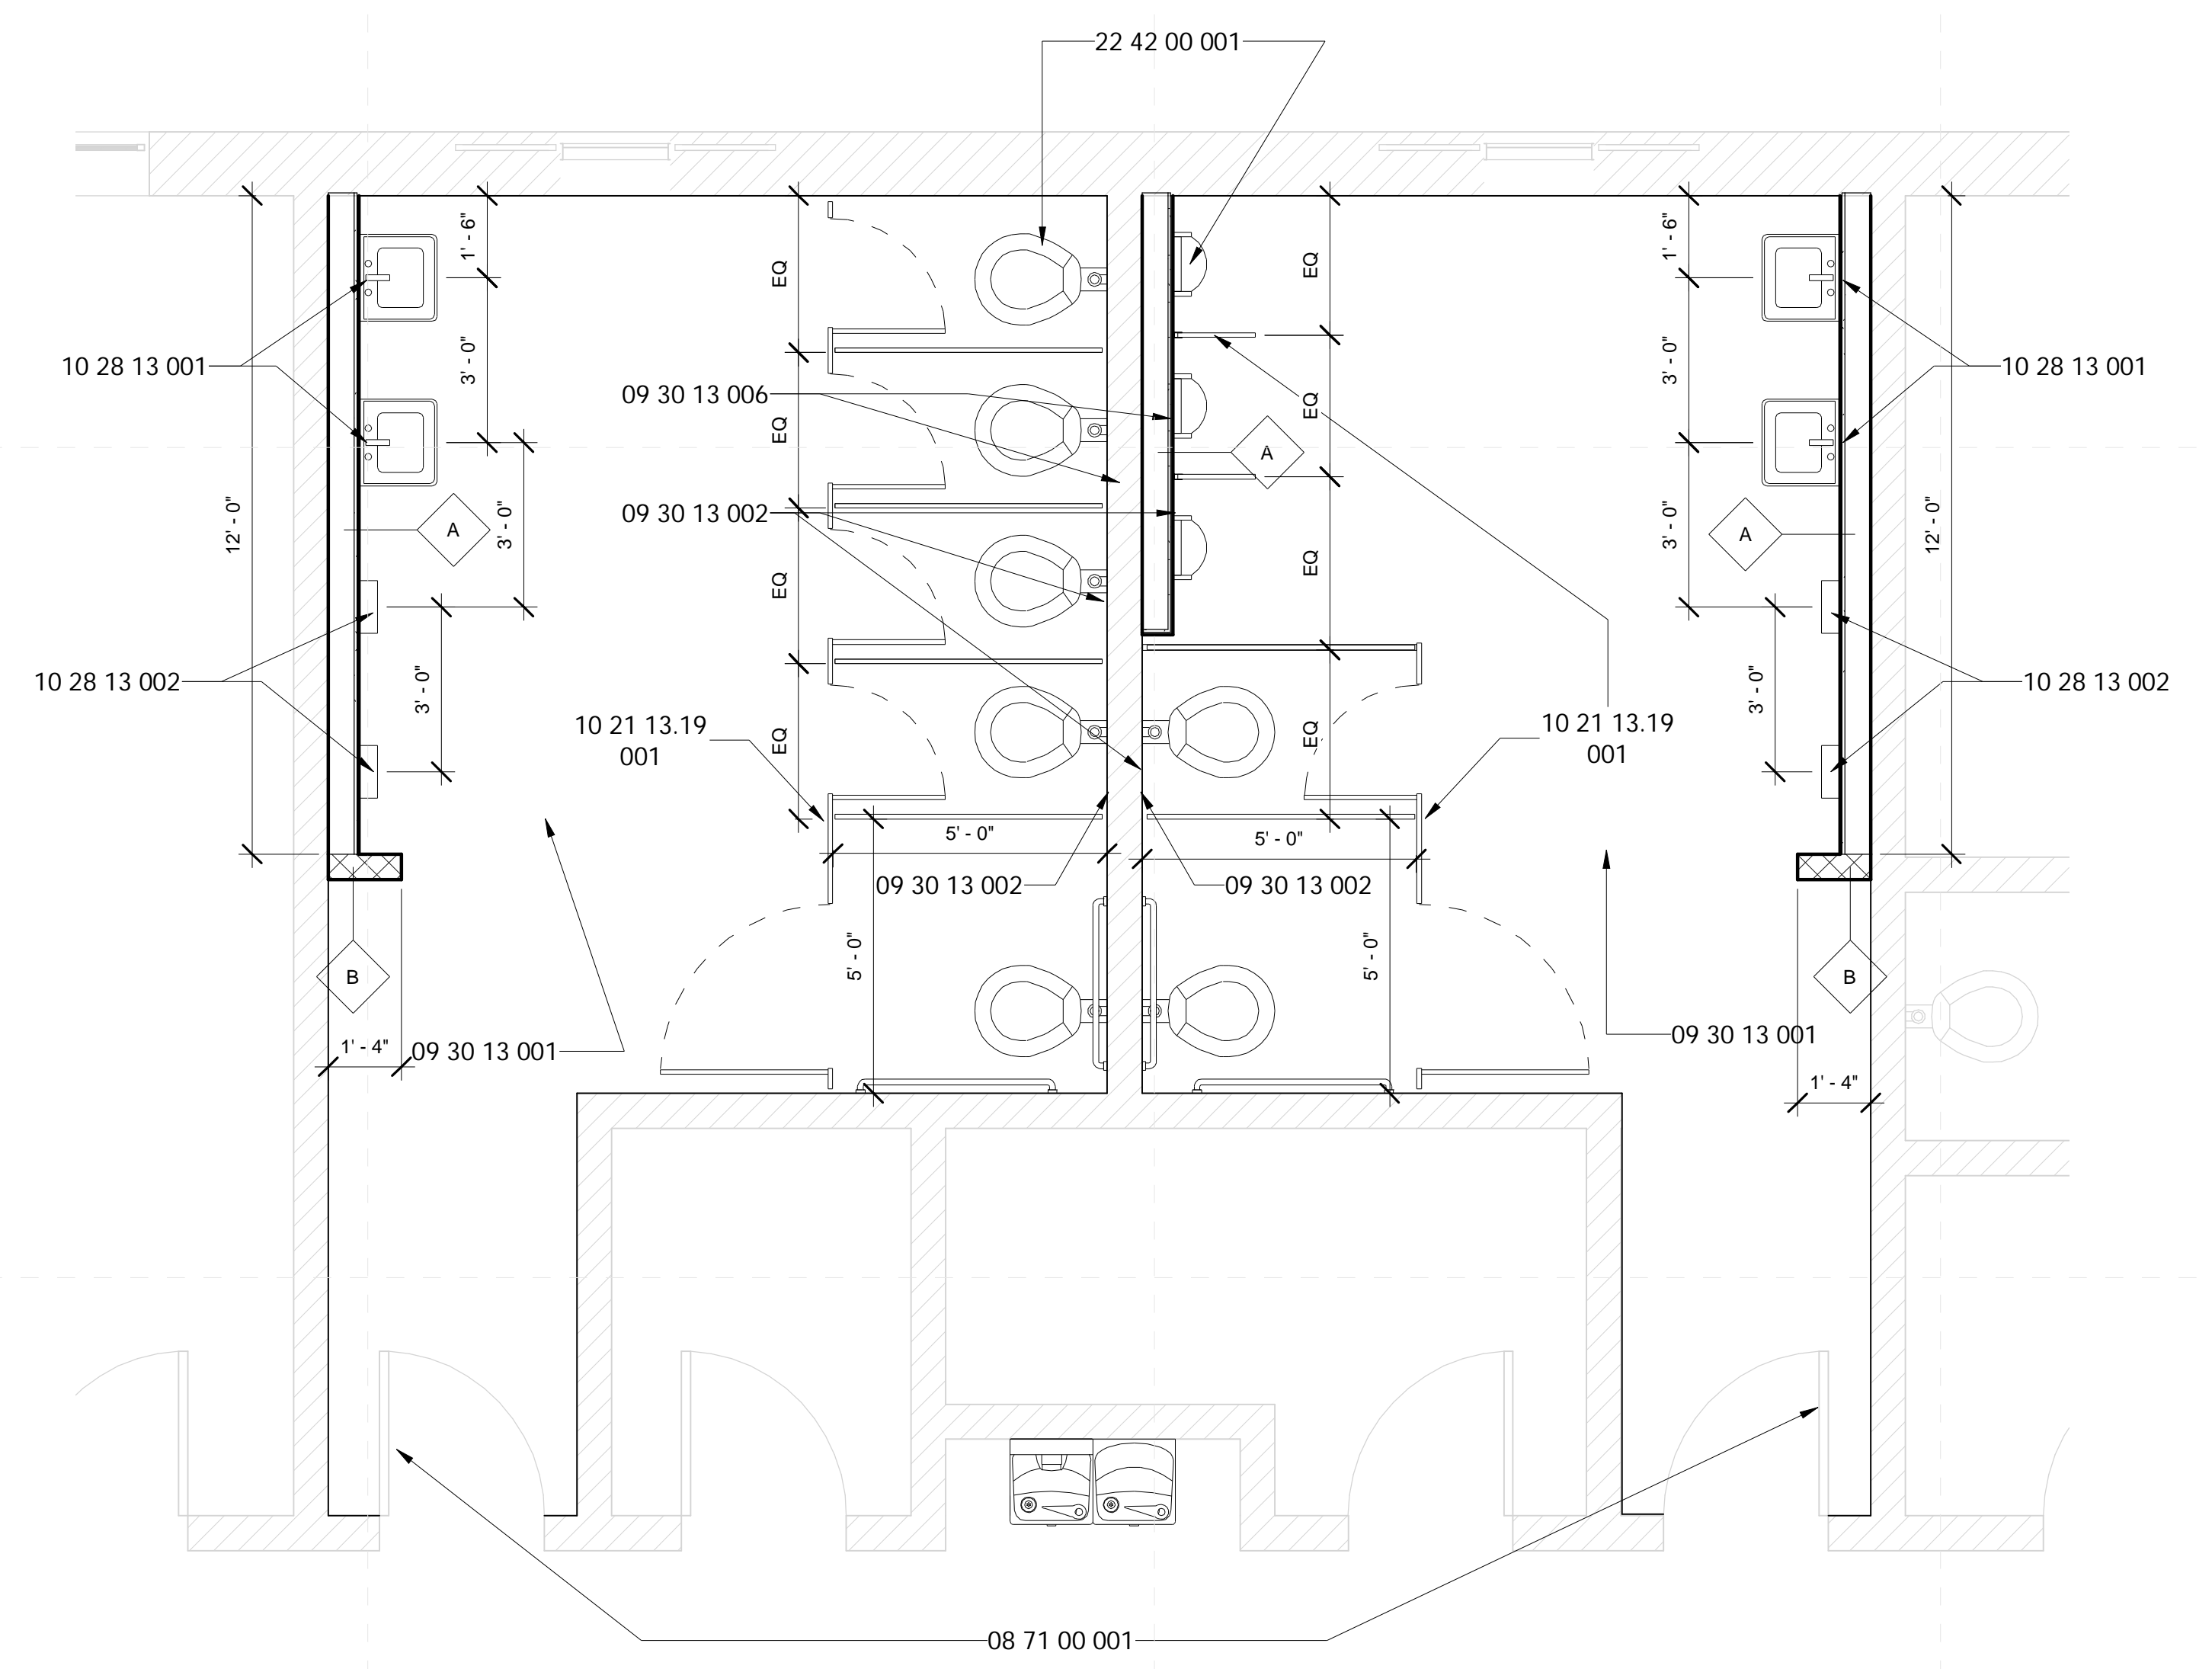 22 42 00 001
1' - 6"
EQ
EQ
1' - 6"
3' - 0"
3' - 0"
10 28 13 001
10 28 13 001
09 30 13 006
EQ
EQ
A
09 30 13 002
12' - 0"
A
3' - 0"
EQ
EQ
3' - 0"
A
12' - 0"
10 28 13 002
3' - 0"
3' - 0"
10 28 13 002
10 21 13.19
001
EQ
EQ
10 21 13.19
001
5' - 0"
5' - 0"
09 30 13 002
09 30 13 002
5' - 0"
5' - 0"
B
B
1' - 4"
09 30 13 001
09 30 13 001
1' - 4"
08 71 00 001